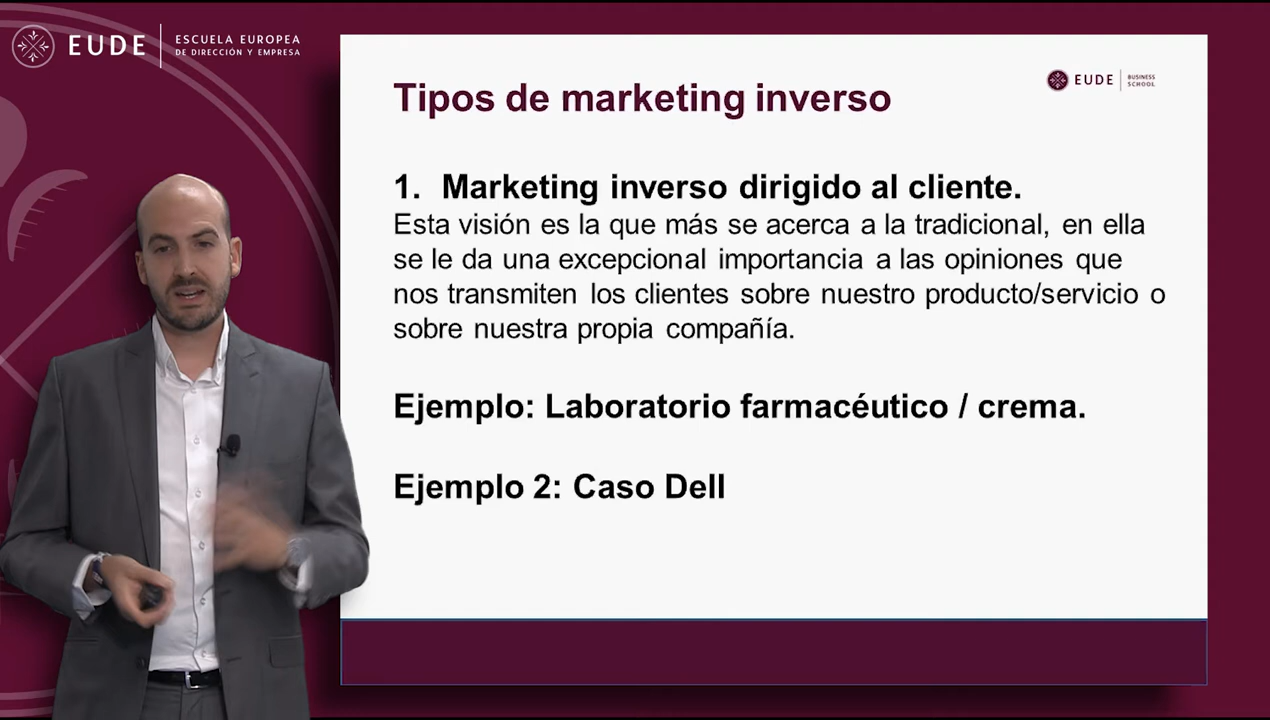 EUDE
ESCUELA EUROPEA
DE DIRECCIÓN Y EMPRESA
EUDE
BUSINESS
SCHOOL
Tipos de marketing inverso
1. Marketing inverso dirigido al cliente.
Esta visión es la que más se acerca a la tradicional, en ella
se le da una excepcional importancia a las opiniones que
nos transmiten los clientes sobre nuestro producto/servicio o
sobre nuestra propia compañía.
Ejemplo: Laboratorio farmacéutico / crema.
Ejemplo 2: Caso Dell